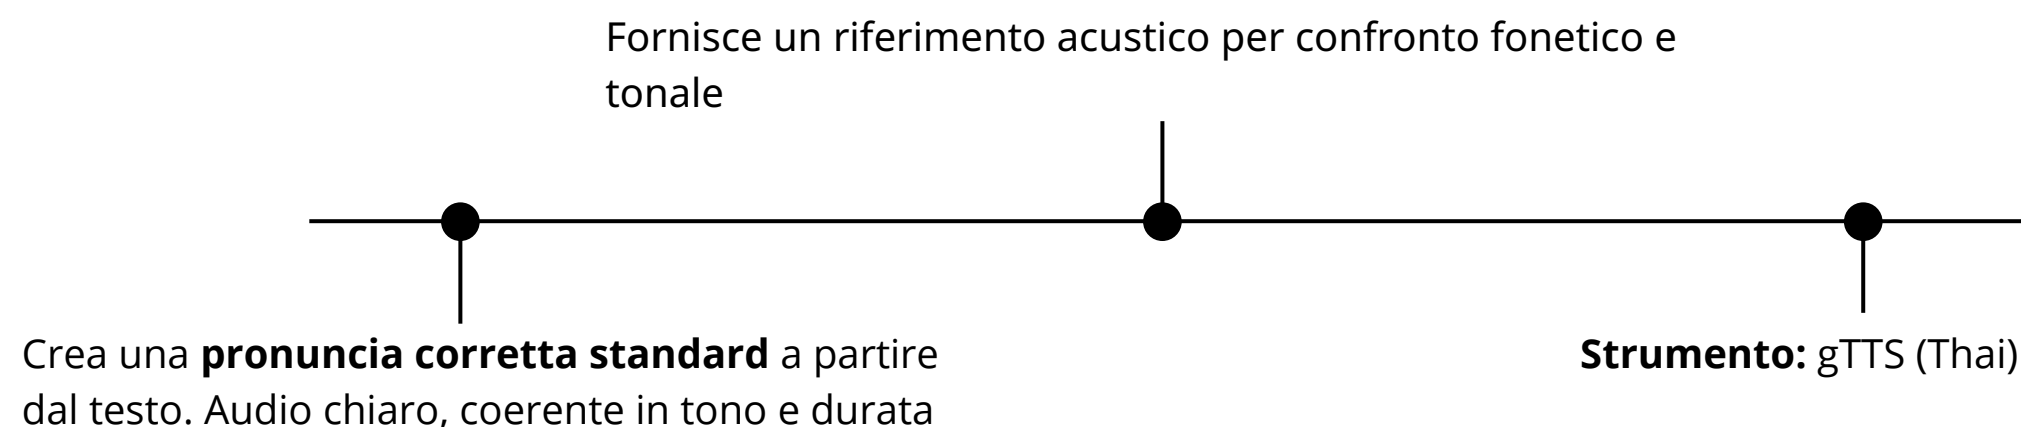 Fornisce un riferimento acustico per confronto fonetico e
tonale
Crea una pronuncia corretta standard a partire
dal testo. Audio chiaro, coerente in tono e durata
Strumento: gTTS (Thai)